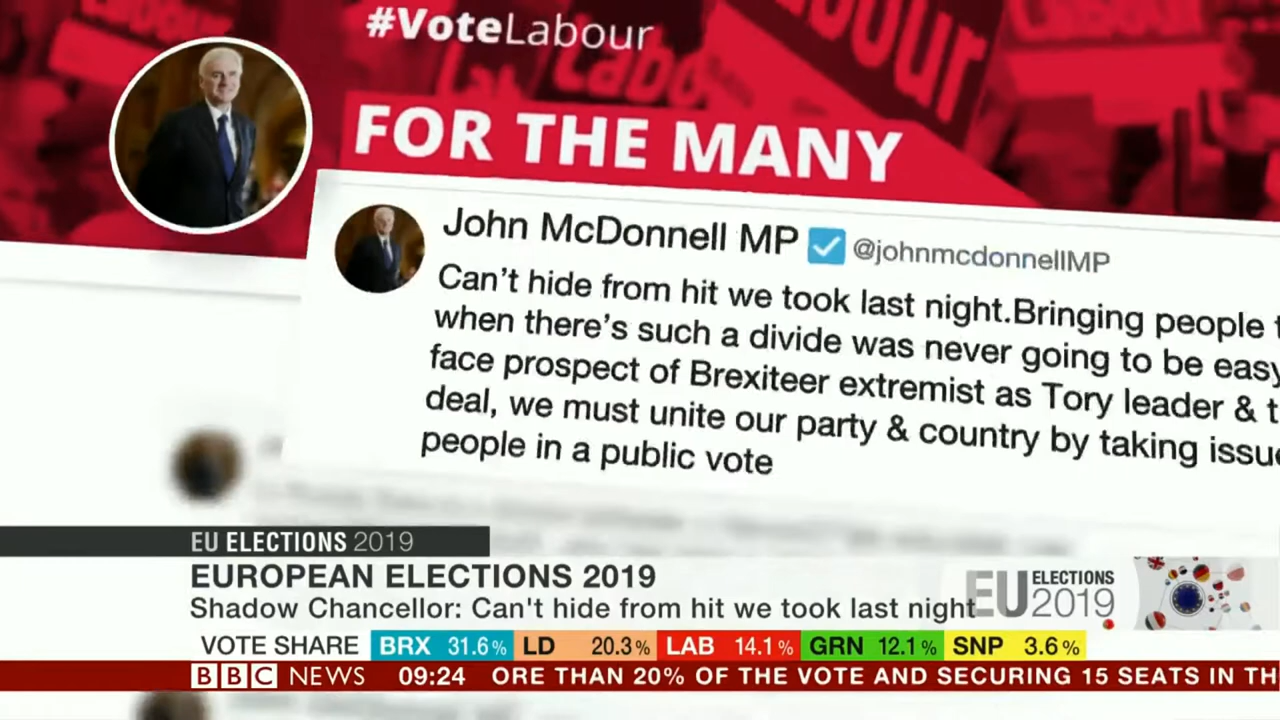 #VoteLabour
Labour
FOR THE MANY
John McDonnell MP @johnmcdonnellMP
Can't hide from hit we took last night.Bringing people
when there's such a divide was never going to be easy
face prospect of Brexiteer extremist as Tory leader &
deal, we must unite our party & country by taking
people in a public vote
EU ELECTIONS 2019
EUROPEAN ELECTIONS 2019
Shadow Chancellor: Can't hide from hit we took last night
EU ELECTIONS 2019
VOTE SHARE BRX 31.6% LD 20.3% LAB 14.1% GRN 12.1% SNP 3.6%
BBC NEWS 09:24 ORE THAN 20% OF THE VOTE AND SECURING 15 SEATS IN TH